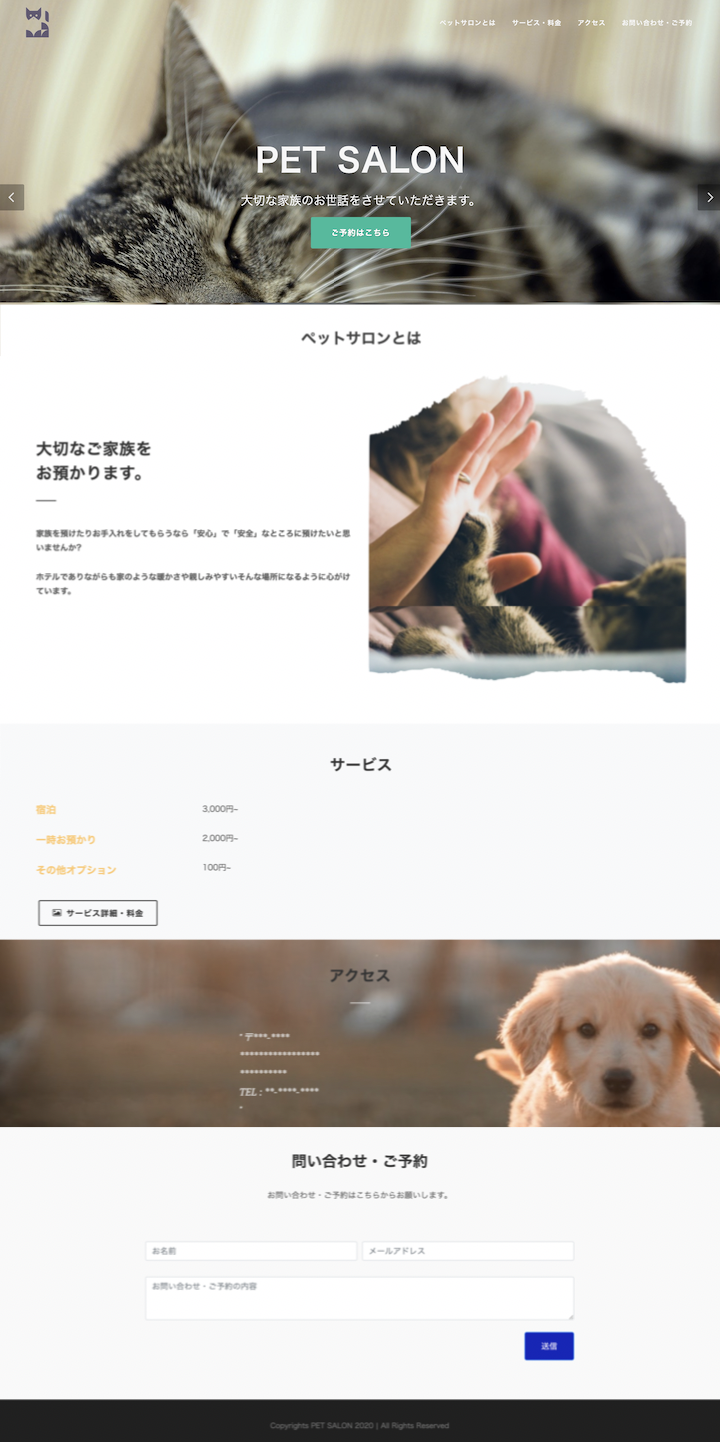 ペットサロンとは
サービス・料金
アクセス
お問い合わせ・ご予約
PET SALON
大切な家族のお世話をさせていただきます。
ご予約はこちら
ペットサロンとは
大切なご家族を
お預かります。
家族を預けたりお手入れをしてもらうなら「安心」で「安全」なところに預けたいと思
いませんか?
ホテルでありながらも家のような暖かさや親しみやすいそんな場所になるように心がけ
ています。
サービス
宿泊 3,000円~
一時お預かり 2,000円~
その他オプション 100円~
サービス詳細・料金
アクセス
" 〒***-****
*****************
**********
TEL : **-****-****
"
問い合わせ・ご予約
お問い合わせ・ご予約はこちらからお願いします。
お名前
メールアドレス
お問い合わせ・ご予約の内容
送信
Copyrights PET SALON 2020 | All Rights Reserved